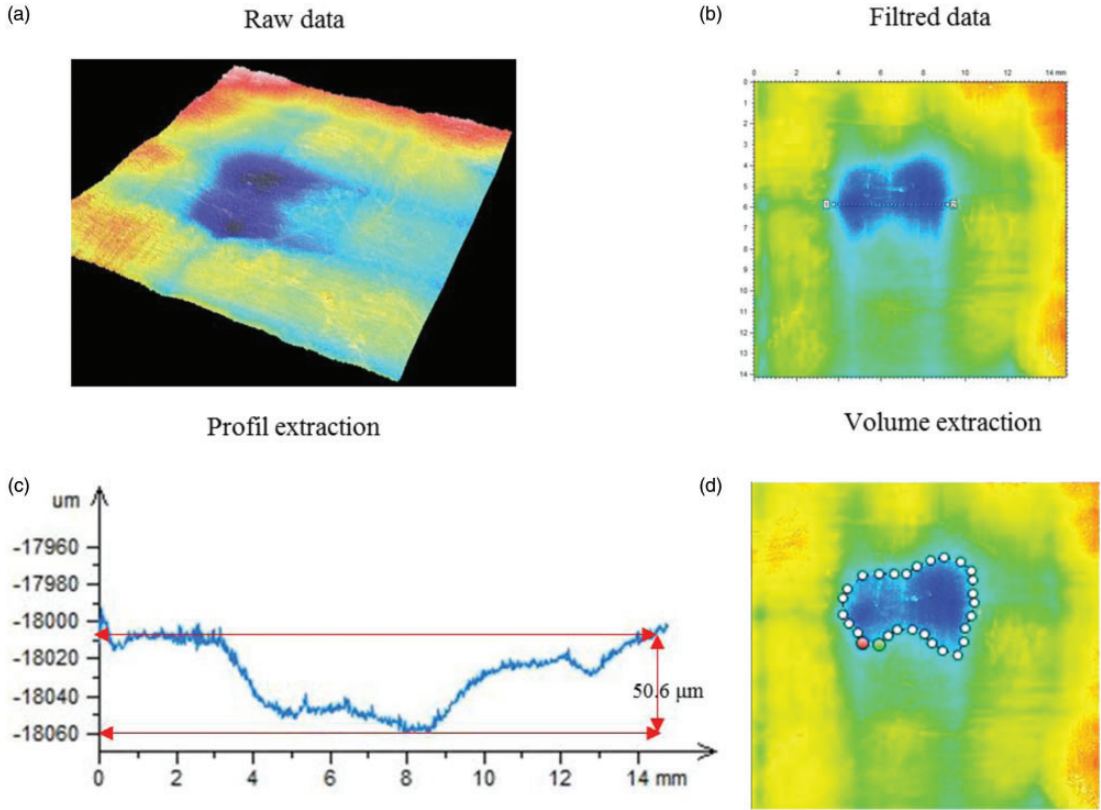 (a)
Raw data
(b)
Filtred data
0 2 4 6 8 10 12 14 mm
0
1
2
3
4
5
6
7
8
9
10
11
12
13
14
Profil extraction
Volume extraction
(c)
um
-17960
-17980
-18000
-18020
-18040
-18060
50.6 µm
0 2 4 6 8 10 12 14 mm
(d)